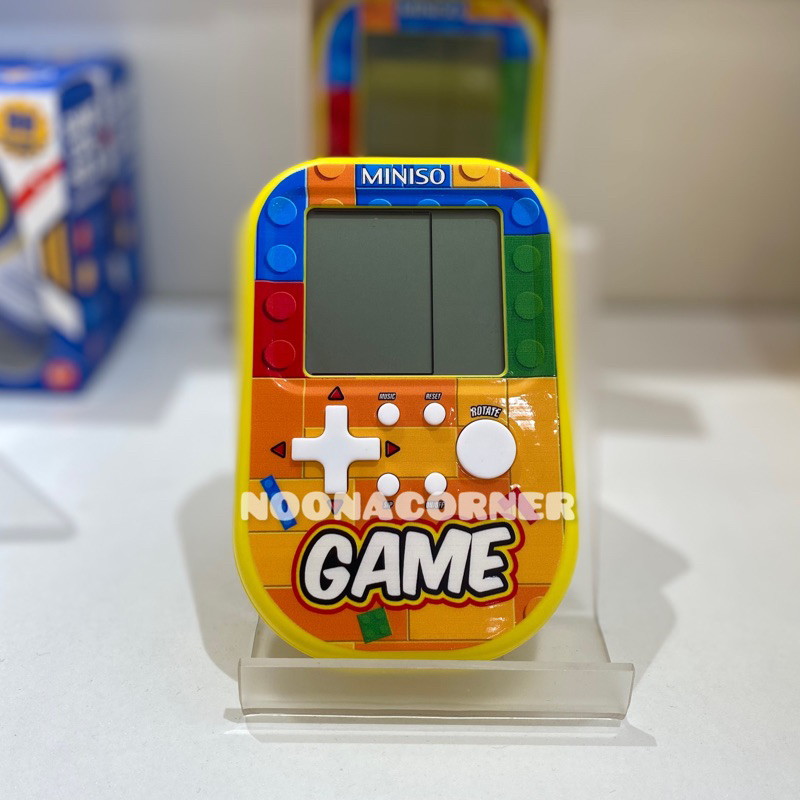 MINISO
MUSIC RESET
ROTATE
NOONACORNER
GAME